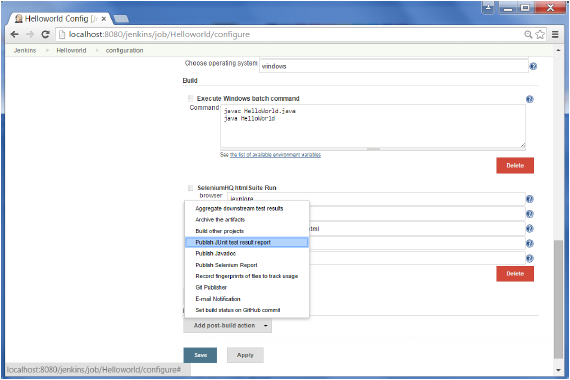 Helloworld Config [Je
localhost:8080/jenkins/job/Helloworld/configure
Jenkins > Helloworld > configuration
Choose operating system
windows
Build
Execute Windows batch command
Command
javac HelloWorld.java
java HelloWorld
See the list of available environment variables
Delete
SeleniumHQ htmlSuite Run
browser
iexplore
Aggregate downstream test results
Archive the artifacts
Build other projects
Publish JUnit test result report
Publish Javadoc
Publish Selenium Report
Record fingerprints of files to track usage
Git Publisher
E-mail Notification
Set build status on GitHub commit
Delete
Add post-build action
Save
Apply
localhost:8080/jenkins/job/Helloworld/configure#